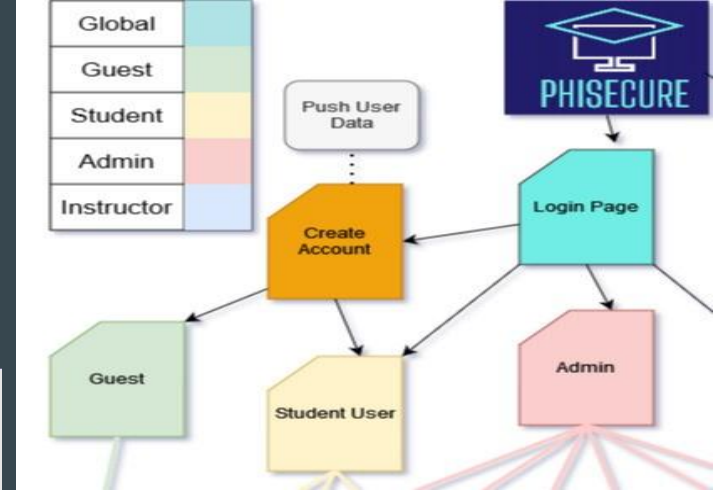 Global
Guest
Student
Admin
Instructor
Push User
Data
PHISECURE
Login Page
Create
Account
Guest
Student User
Admin